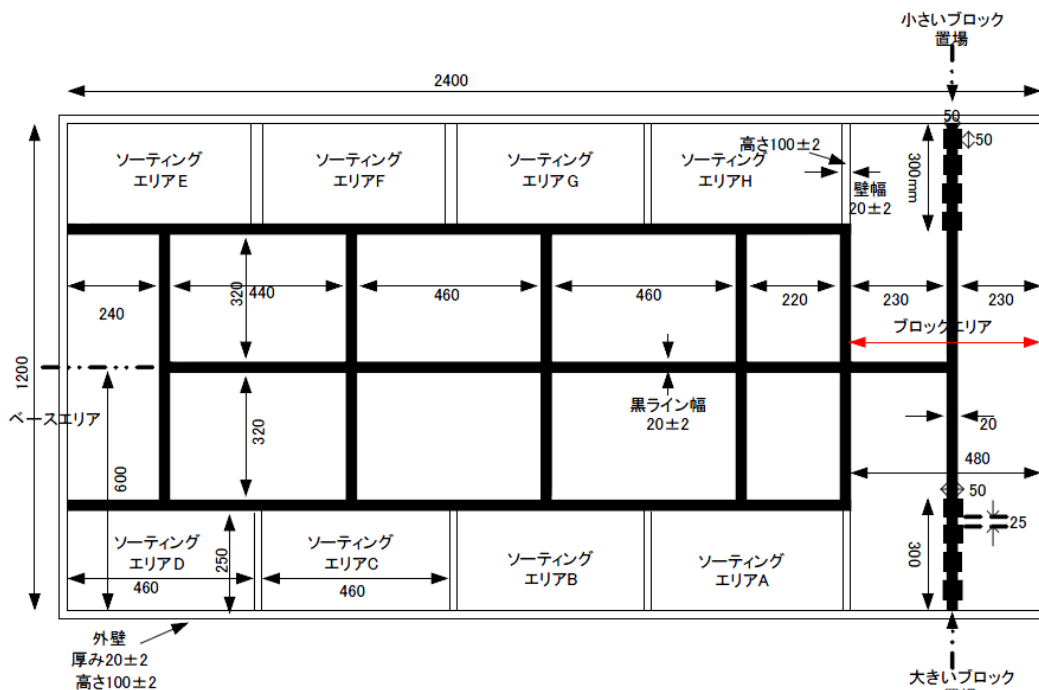 小さいブロック
置場
2400
50
50
高さ100±2
300mm
壁幅
20±2
ソーティング
エリアE
ソーティング
エリアF
ソーティング
エリアG
ソーティング
エリアH
320
240
440
460
460
220
230
230
ブロックエリア
1200
ベースエリア
黒ライン幅
20±2
20
320
600
480
50
25
300
250
ソーティング
エリアD
460
ソーティング
エリアC
460
ソーティング
エリアB
ソーティング
エリアA
外壁
厚み20±2
高さ100±2
大きいブロック